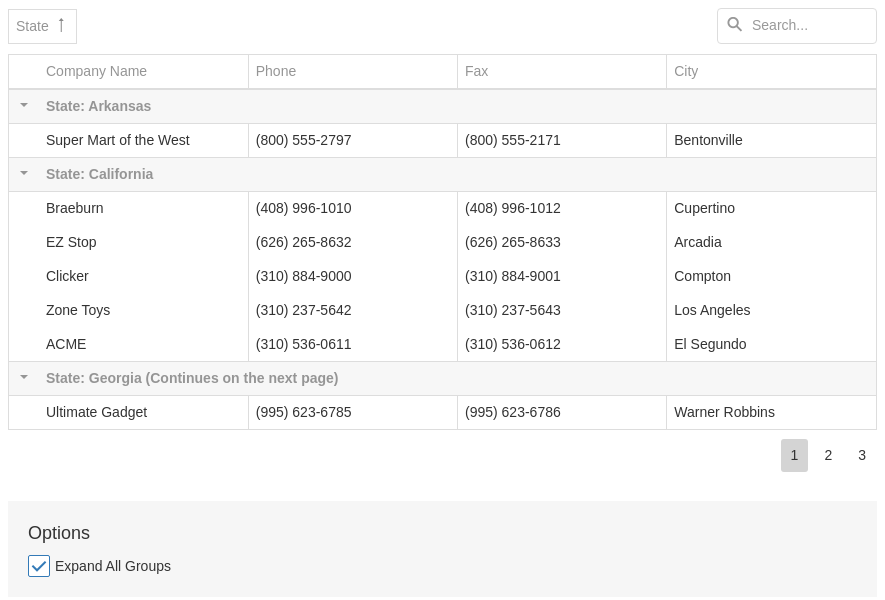 State
Search...
Company Name Phone Fax City
State: Arkansas
Super Mart of the West (800) 555-2797 (800) 555-2171 Bentonville
State: California
Braeburn (408) 996-1010 (408) 996-1012 Cupertino
EZ Stop (626) 265-8632 (626) 265-8633 Arcadia
Clicker (310) 884-9000 (310) 884-9001 Compton
Zone Toys (310) 237-5642 (310) 237-5643 Los Angeles
ACME (310) 536-0611 (310) 536-0612 El Segundo
State: Georgia (Continues on the next page)
Ultimate Gadget (995) 623-6785 (995) 623-6786 Warner Robbins
1 2 3
Options
Expand All Groups